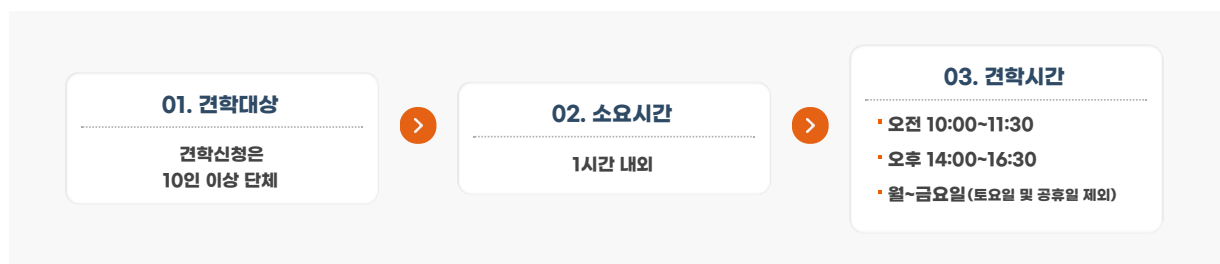 01. 견학대상
견학신청은
10인 이상 단체
02. 소요시간
1시간 내외
03. 견학시간
오전 10:00~11:30
오후 14:00~16:30
월~금요일(토요일 및 공휴일 제외)